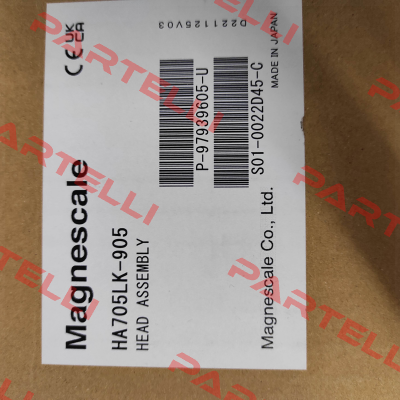 Magnescale
HA705LK-905
HEAD ASSEMBLY
P-97939605-U
S01-0022D45-C
Magnescale Co., Ltd.
CE UK CA
D221125V03
MADE IN JAPAN
PARTELLI
PARTELLI
PARTELLI
PARTELLI
PARTELLI